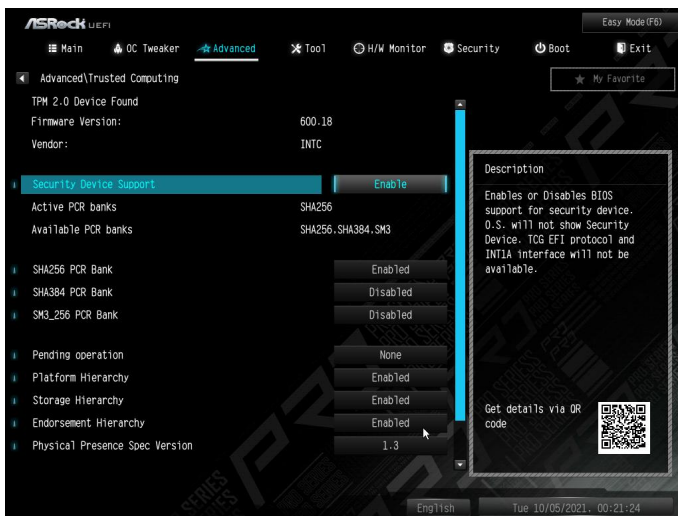 ASRock UEFI
Easy Mode(F6)
Main OC Tweaker Advanced Tool H/W Monitor Security Boot Exit
Advanced\Trusted Computing
My Favorite
TPM 2.0 Device Found
Firmware Version: 600.18
Vendor: INTC
Security Device Support Enable
Active PCR banks SHA256
Available PCR banks SHA256.SHA384.SM3
SHA256 PCR Bank Enabled
SHA384 PCR Bank Disabled
SM3_256 PCR Bank Disabled
Pending operation None
Platform Hierarchy Enabled
Storage Hierarchy Enabled
Endorsement Hierarchy Enabled
Physical Presence Spec Version 1.3
Description
Enables or Disables BIOS
support for security device.
O.S. will not show Security
Device. TCG EFI protocol and
INT1A interface will not be
available.
Get details via QR
code
SERIES
English
Tue 10/05/2021. 00:21:24